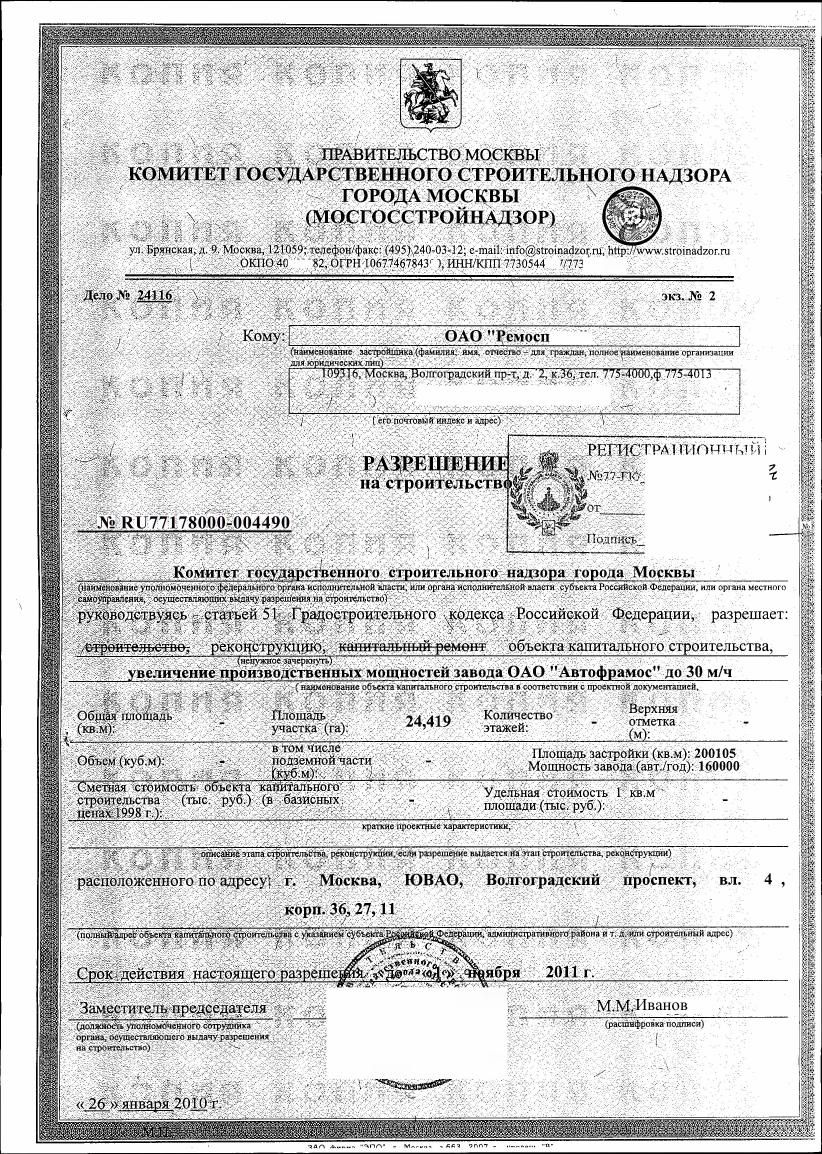 ПРАВИТЕЛЬСТВО МОСКВЫ
КОМИТЕТ ГОСУДАРСТВЕННОГО СТРОИТЕЛЬНОГО НАДЗОРА
ГОРОДА МОСКВЫ
(МОСГОССТРОЙНАДЗОР)
ул. Брянская, д. 9. Москва, 121059; телефон/факс: (495) 240-03-12; e-mail: info@stroinadzor.ru, http://www.stroinadzor.ru
ОКПО 40 82, ОГРН 10677467843 ), ИНН/КПП 7730544 /773
Дело № 24116 экз. № 2
Кому: ОАО "Ремосп
(наименование застройщика (фамилия, имя, отчество – для граждан, полное наименование организации
для юридических лиц)
109316, Москва, Волгоградский пр-т, д. 2, к.36, тел. 775-4000,ф 775-4013
( его почтовый индекс и адрес)
РЕГИСТРАЦИОННЫЙ
РАЗРЕШЕНИЕ
№77-ГК
на строительство
от
№ RU77178000-004490
Подпись
Комитет государственного строительного надзора города Москвы
(наименование уполномоченного федерального органа исполнительной власти, или органа исполнительной власти субъекта Российской Федерации, или органа местного
самоуправления, осуществляющих выдачу разрешения на строительство)
руководствуясь статьей 51 Градостроительного кодекса Российской Федерации, разрешает:
строительство, реконструкцию, капитальный ремонт объекта капитального строительства,
(ненужное зачеркнуть)
увеличение производственных мощностей завода ОАО "Автофрамос" до 30 м/ч
( наименование объекта капитального строительства в соответствии с проектной документацией,
Общая площадь (кв.м): - Площадь участка (га): 24,419 Количество этажей: - Верхняя отметка (м): -
Объем (куб.м): - в том числе подземной части (куб.м): - Площадь застройки (кв.м): 200105
Мощность завода (авт./год): 160000
Сметная стоимость объекта капитального строительства (тыс. руб.) (в базисных ценах 1998 г.): - Удельная стоимость 1 кв.м площади (тыс. руб.): -
краткие проектные характеристики,
описание этапа строительства, реконструкции, если разрешение выдается на этап строительства, реконструкции)
расположенного по адресу: г. Москва, ЮВАО, Волгоградский проспект, вл. 4 ,
корп. 36, 27, 11
(полный адрес объекта капитального строительства с указанием субъекта Российской Федерации, административного района и т. д. или строительный адрес)
Срок действия настоящего разрешения до ноября 2011 г.
Заместитель председателя М.М.Иванов
(должность уполномоченного сотрудника (расшифровка подписи)
органа, осуществляющего выдачу разрешения
на строительство)
« 26 » января 2010 г.
М.П.